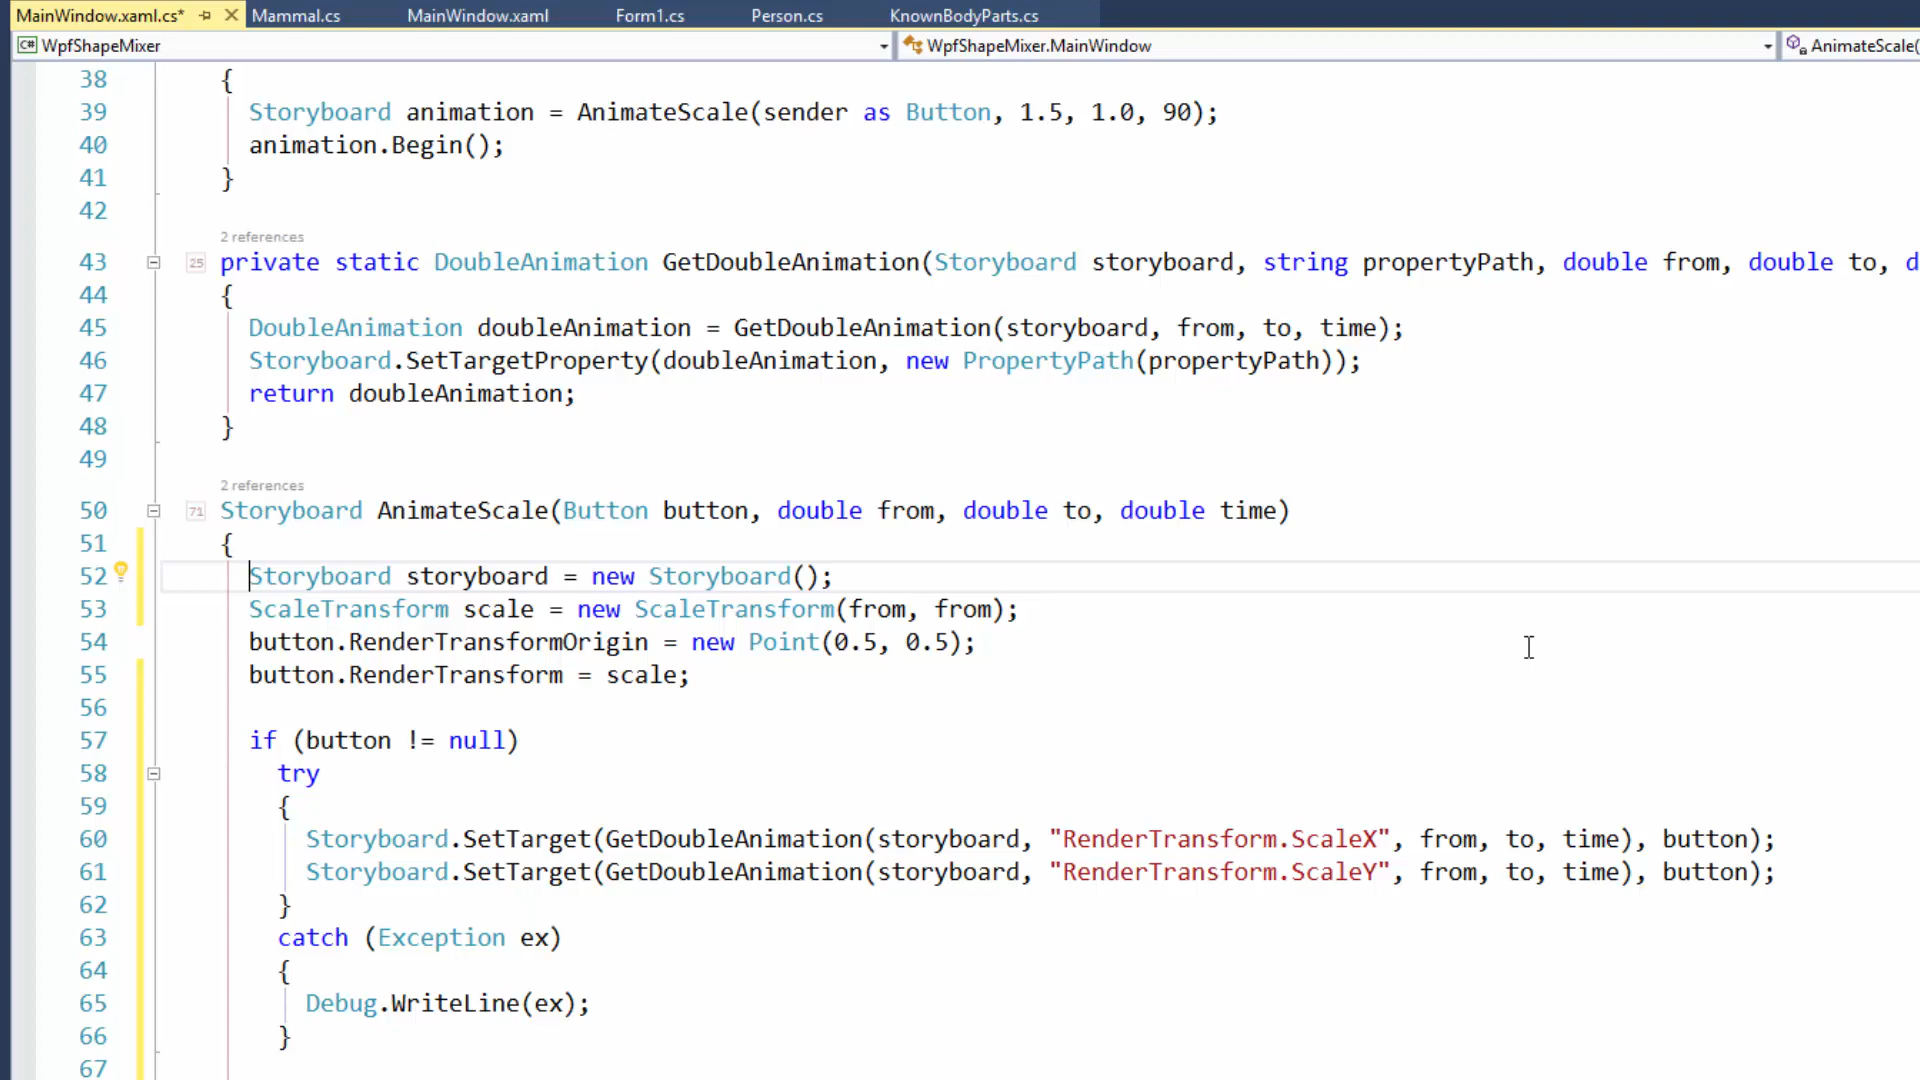 MainWindow.xaml.cs* Mammal.cs MainWindow.xaml Form1.cs Person.cs KnownBodyParts.cs
C# WpfShapeMixer WpfShapeMixer.MainWindow AnimateScale(
38 {
39 Storyboard animation = AnimateScale(sender as Button, 1.5, 1.0, 90);
40 animation.Begin();
41 }
42
2 references
43 25 private static DoubleAnimation GetDoubleAnimation(Storyboard storyboard, string propertyPath, double from, double to, d
44 {
45 DoubleAnimation doubleAnimation = GetDoubleAnimation(storyboard, from, to, time);
46 Storyboard.SetTargetProperty(doubleAnimation, new PropertyPath(propertyPath));
47 return doubleAnimation;
48 }
49
2 references
50 71 Storyboard AnimateScale(Button button, double from, double to, double time)
51 {
52 Storyboard storyboard = new Storyboard();
53 ScaleTransform scale = new ScaleTransform(from, from);
54 button.RenderTransformOrigin = new Point(0.5, 0.5);
55 button.RenderTransform = scale;
56
57 if (button != null)
58 try
59 {
60 Storyboard.SetTarget(GetDoubleAnimation(storyboard, "RenderTransform.ScaleX", from, to, time), button);
61 Storyboard.SetTarget(GetDoubleAnimation(storyboard, "RenderTransform.ScaleY", from, to, time), button);
62 }
63 catch (Exception ex)
64 {
65 Debug.WriteLine(ex);
66 }
67